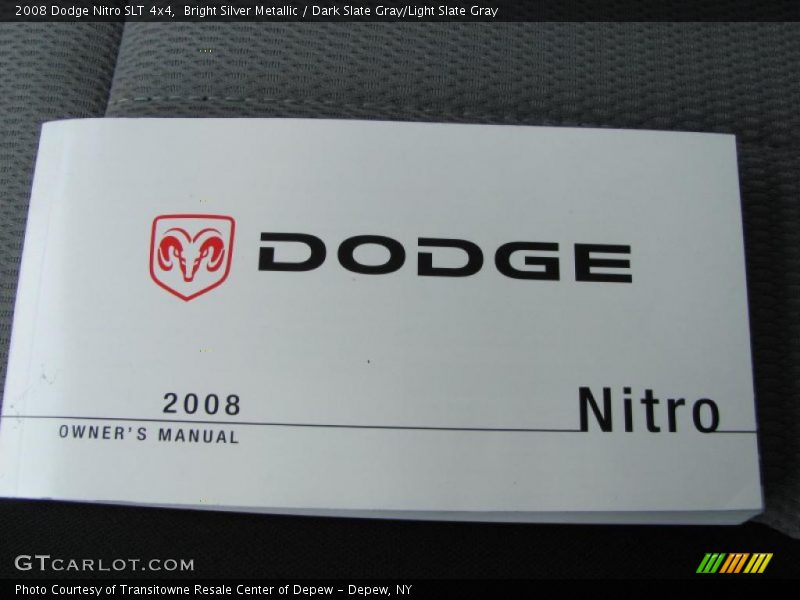 2008 Dodge Nitro SLT 4x4,  Bright Silver Metallic / Dark Slate Gray/Light Slate Gray
DODGE
2008
Nitro
OWNER'S MANUAL
GTCARLOT.COM
Photo Courtesy of Transitowne Resale Center of Depew – Depew, NY